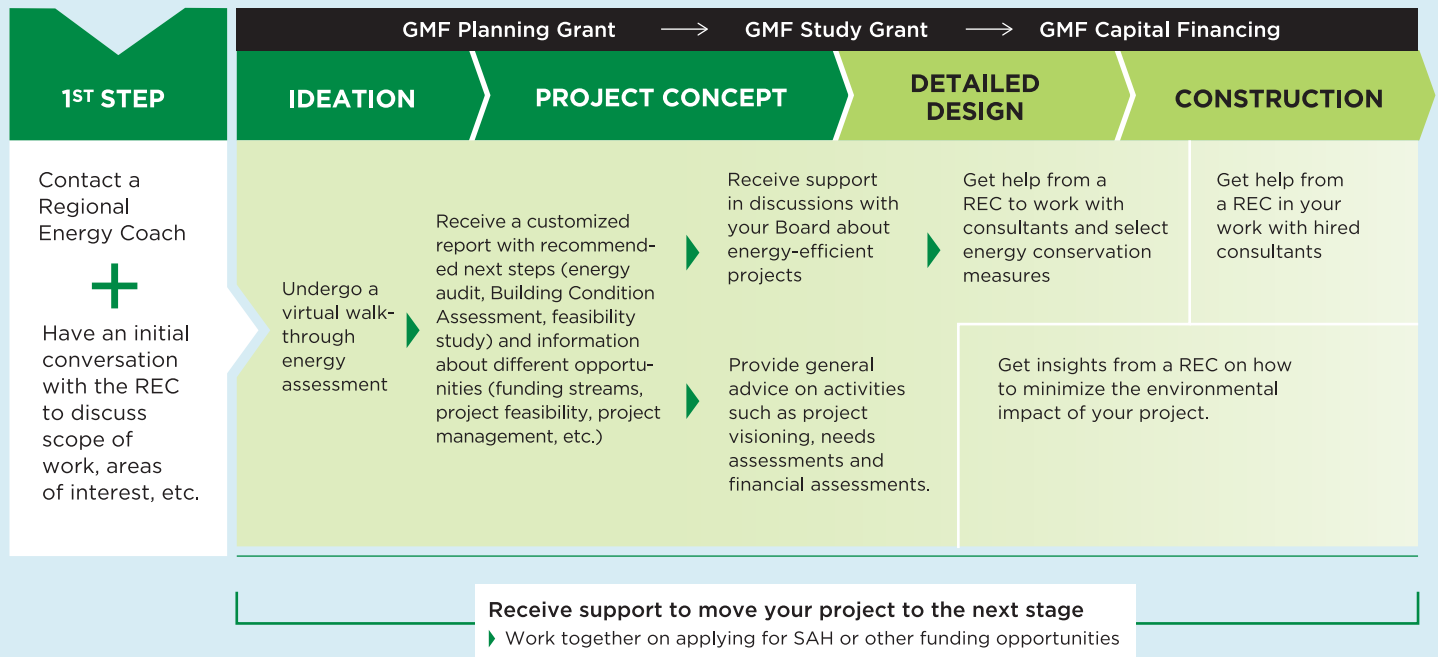 GMF Planning Grant → GMF Study Grant → GMF Capital Financing
1ST STEP
IDEATION
PROJECT CONCEPT
DETAILED
DESIGN
CONSTRUCTION
Contact a
Regional
Energy Coach
+
Have an initial
conversation
with the REC
to discuss
scope of
work, areas
of interest, etc.
Undergo a
virtual walk-
through
energy
assessment
Receive a customized
report with recommend-
ed next steps (energy
audit, Building Condition
Assessment, feasibility
study) and information
about different opportu-
nities (funding streams,
project feasibility, project
management, etc.)
Receive support
in discussions with
your Board about
energy-efficient
projects
Provide general
advice on activities
such as project
visioning, needs
assessments and
financial assessments.
Get help from a
REC to work with
consultants and select
energy conservation
measures
Get help from
a REC in your
work with hired
consultants
Get insights from a REC on how
to minimize the environmental
impact of your project.
Receive support to move your project to the next stage
Work together on applying for SAH or other funding opportunities